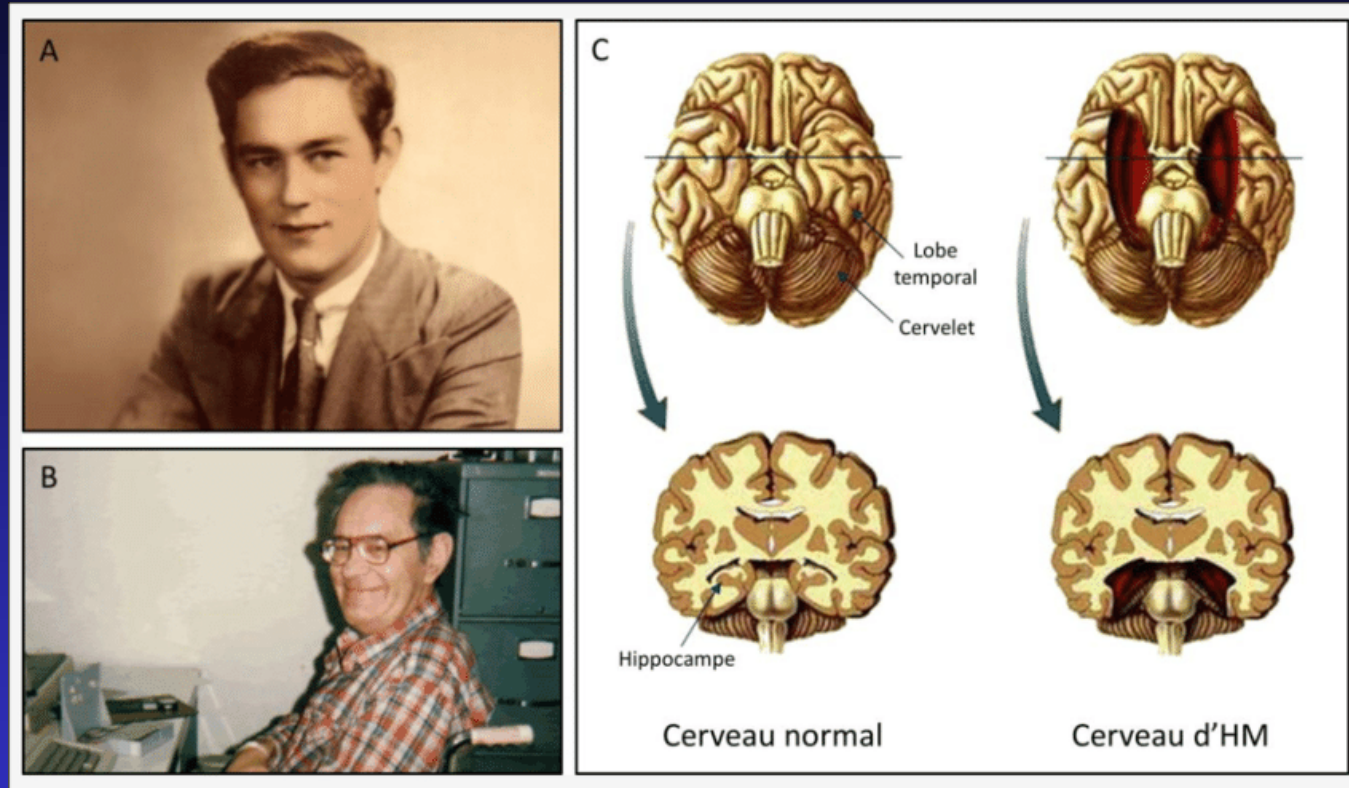 A
B
C
Lobe
temporal
Cervelet
Hippocampe
Cerveau normal
Cerveau d'HM